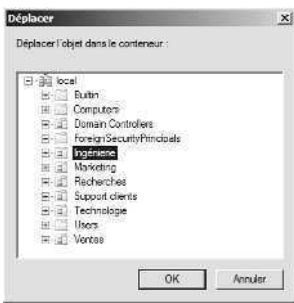 Déplacer
Déplacer l'objet dans le conteneur :
local
Builtin
Computers
Domain Controllers
ForeignSecurityPrincipals
Ingénierie
Marketing
Recherches
Support clients
Technologie
Users
Ventes
OK
Annuler